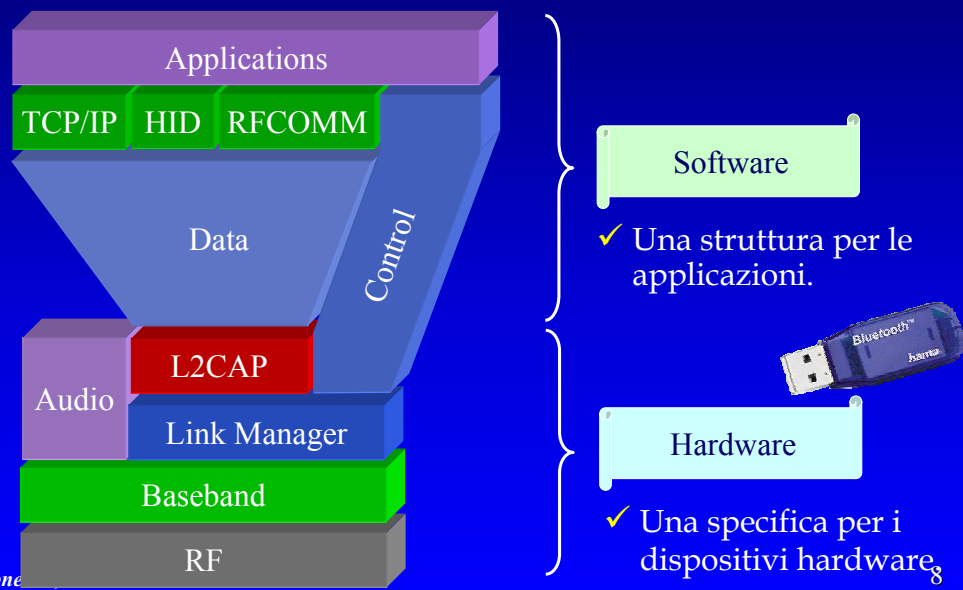 Applications
TCP/IP HID RFCOMM
Data
Control
Audio
L2CAP
Link Manager
Baseband
RF
Software
✓ Una struttura per le
applicazioni.
Bluetooth™
hama
Hardware
✓ Una specifica per i
dispositivi hardware.
8